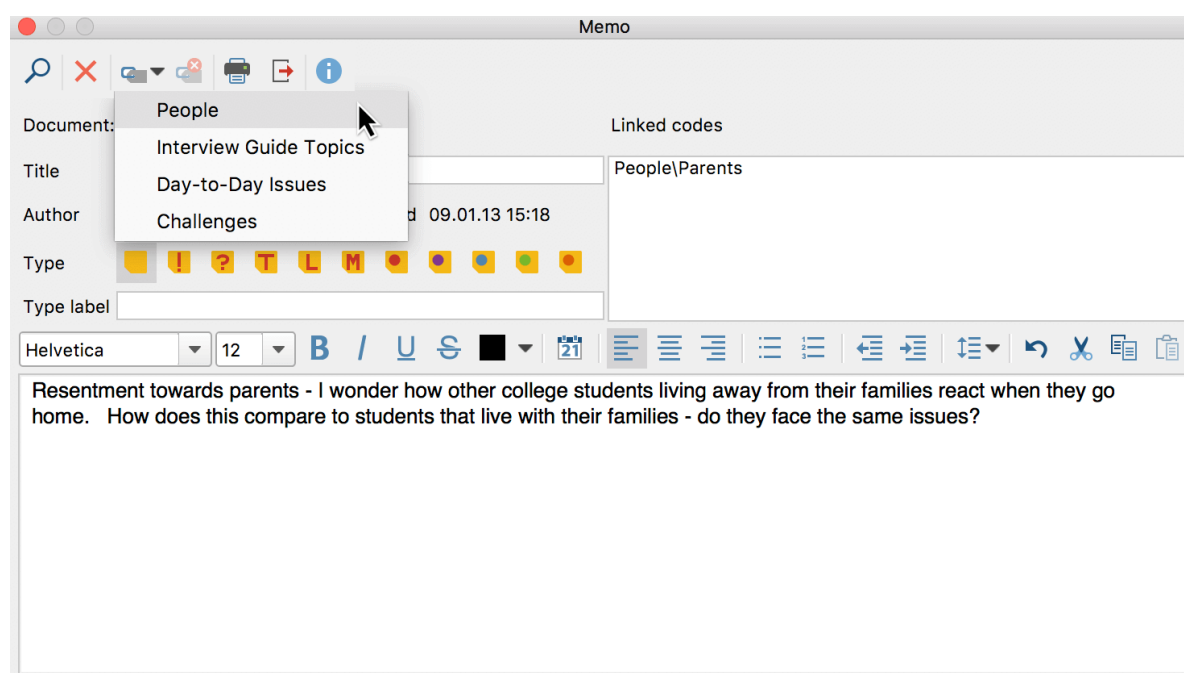 Memo
People
Interview Guide Topics
Day-to-Day Issues
Challenges
Document:
Linked codes
Title
People\Parents
Author
d 09.01.13 15:18
Type
! ? T L M
Type label
Helvetica 12 B I U S 21
Resentment towards parents - I wonder how other college students living away from their families react when they go
home. How does this compare to students that live with their families - do they face the same issues?